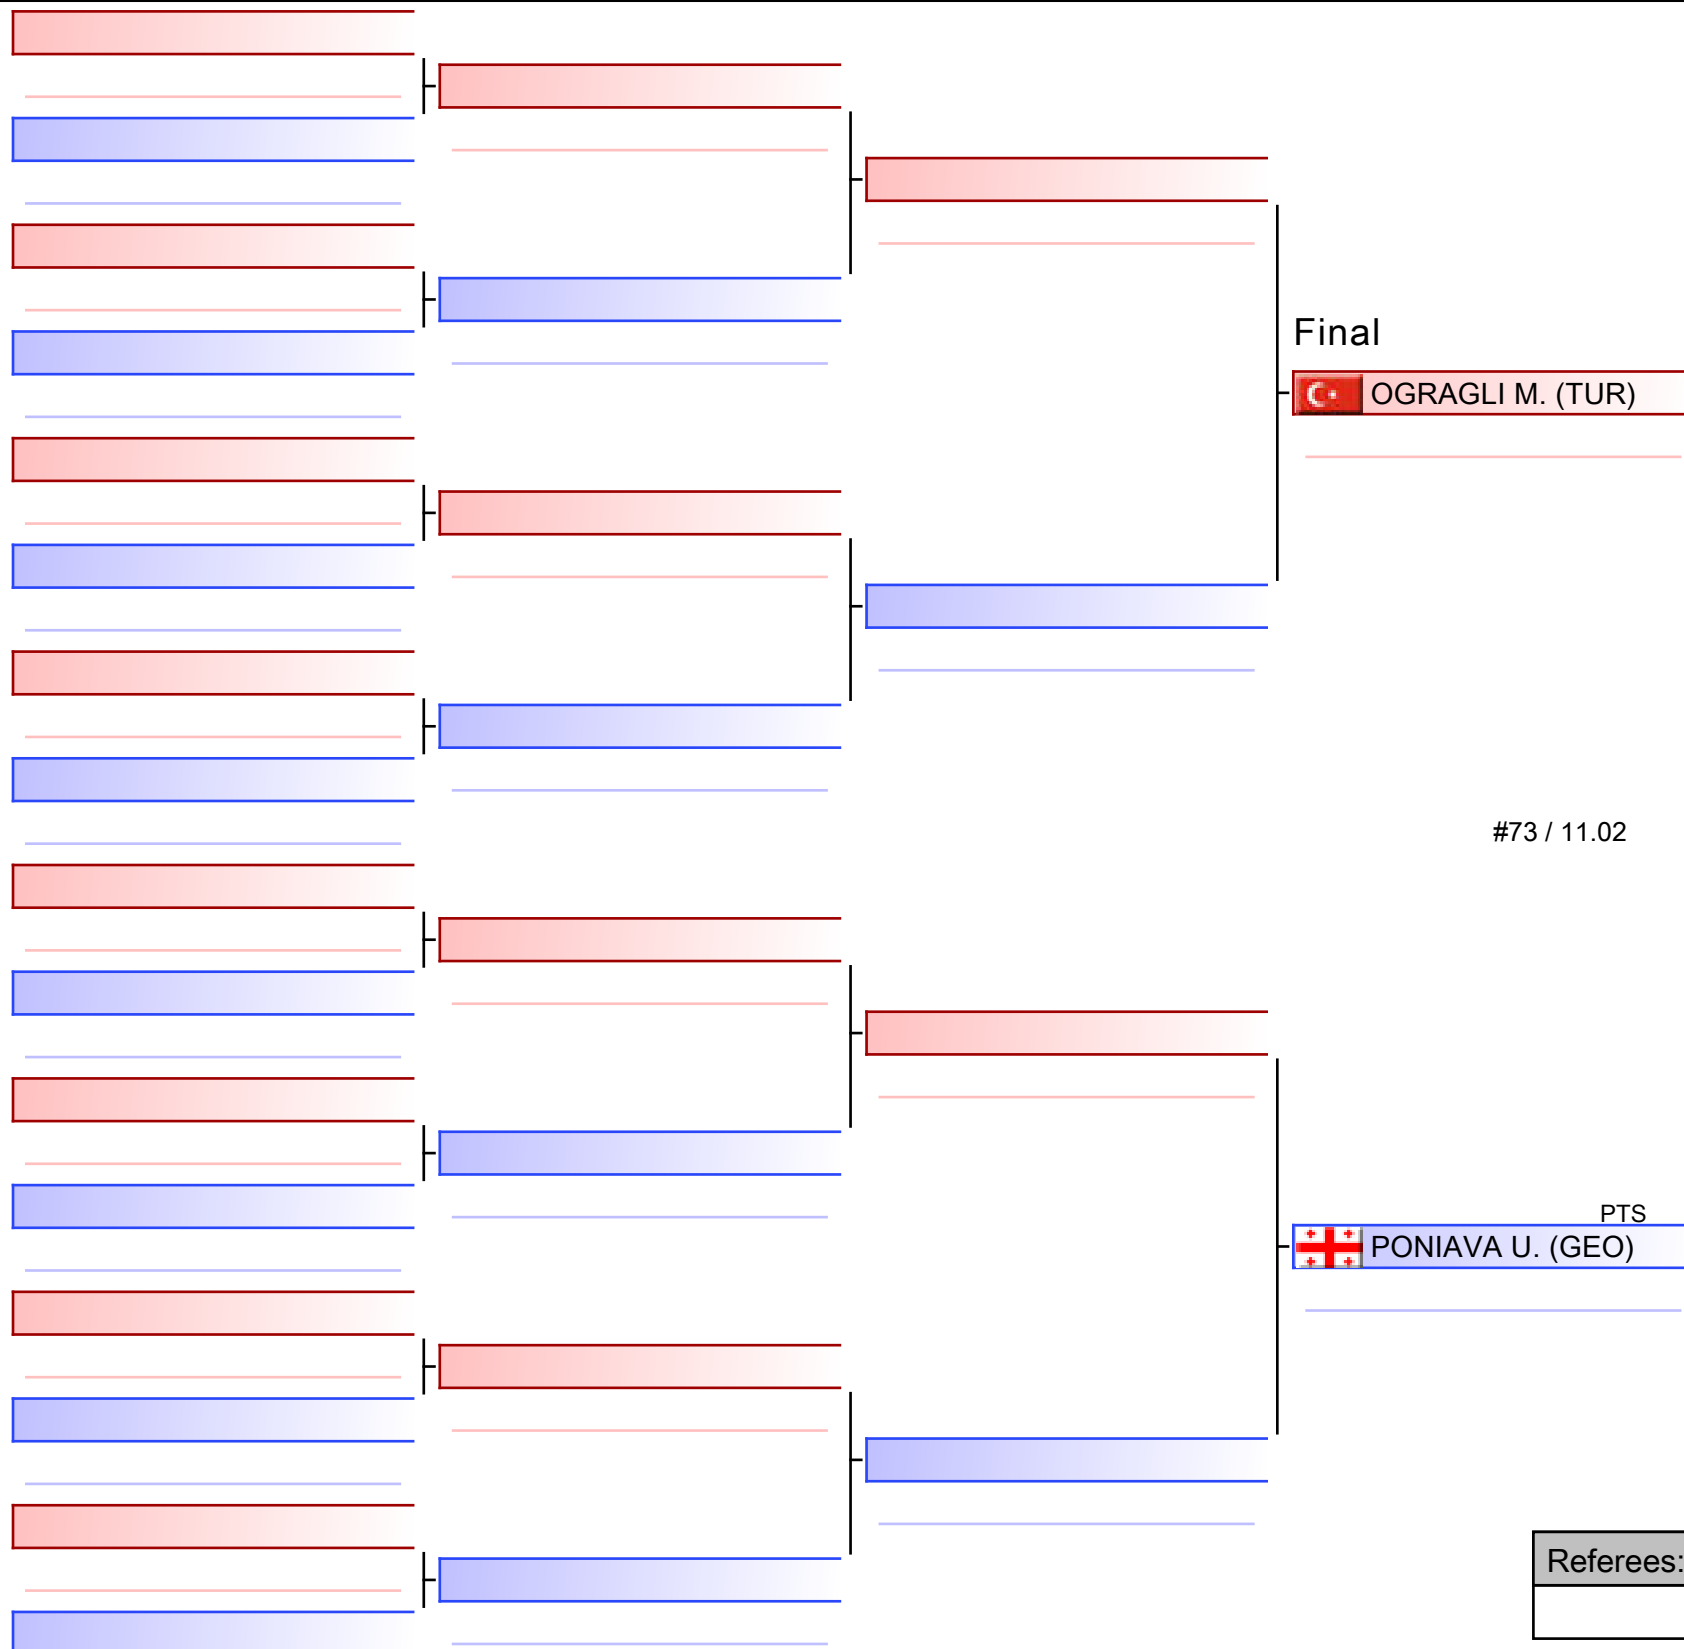 Final
OGRAGLI M. (TUR)
#73 / 11.02
PTS
PONIAVA U. (GEO)
Referees: